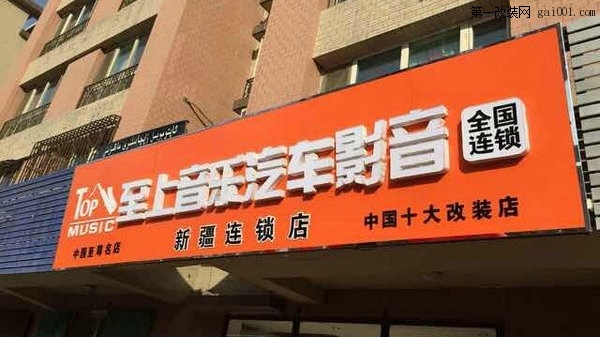 第一改装网 gai001.com
TOP
MUSIC
至上音乐汽车影音
全国
连锁
中国至尊名店
新疆连锁店
中国十大改装店